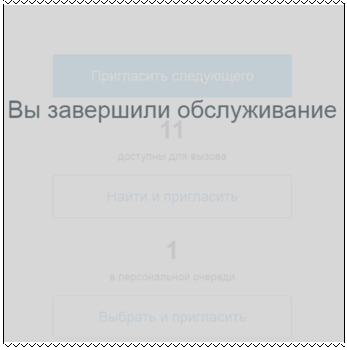 Пригласить следующего
Вы завершили обслуживание
11
доступны для вызова
Найти и пригласить
1
в персональной очереди
Выбрать и пригласить